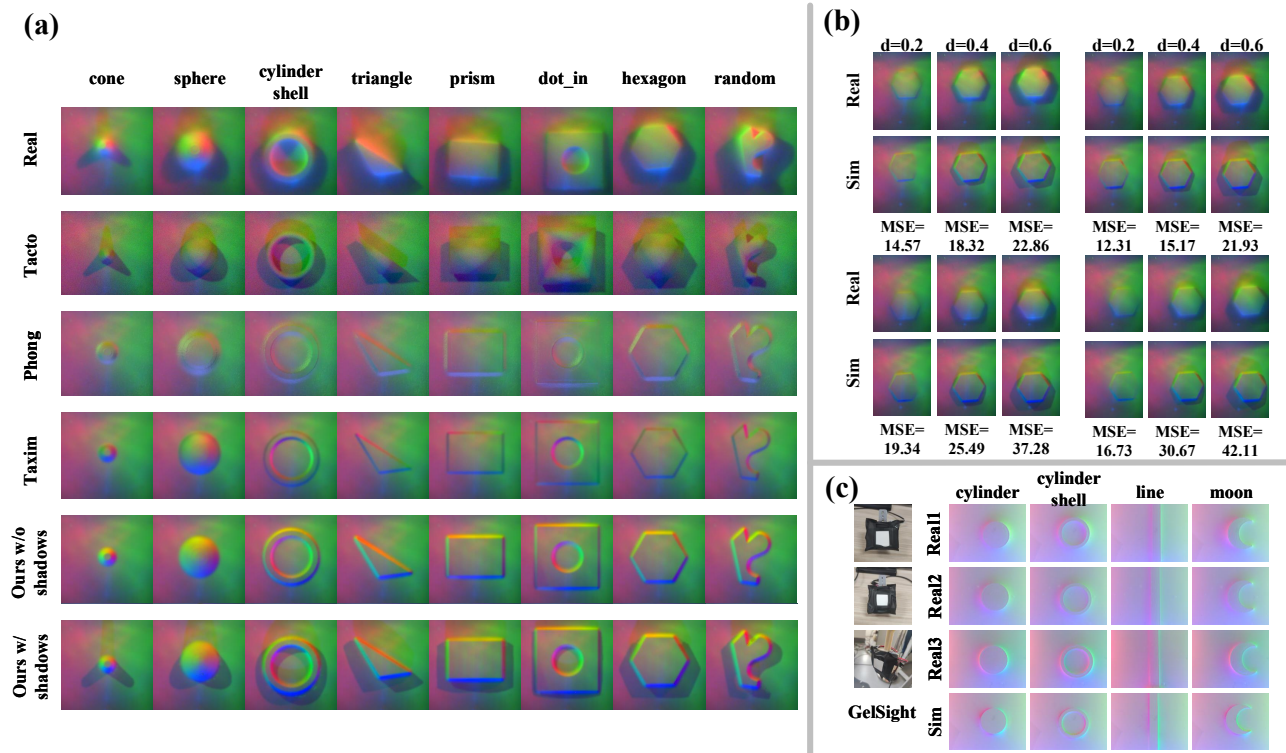 (a)
cone sphere cylinder shell triangle prism dot_in hexagon random
Real
Tacto
Phong
Taxim
Ours w/o shadows
Ours w/ shadows
(b)
d=0.2 d=0.4 d=0.6 d=0.2 d=0.4 d=0.6
Real
Sim
MSE= MSE= MSE= MSE= MSE= MSE=
14.57 18.32 22.86 12.31 15.17 21.93
Real
Sim
MSE= MSE= MSE= MSE= MSE= MSE=
19.34 25.49 37.28 16.73 30.67 42.11
(c)
cylinder cylinder shell line moon
Real1
Real2
Real3
GelSight Sim